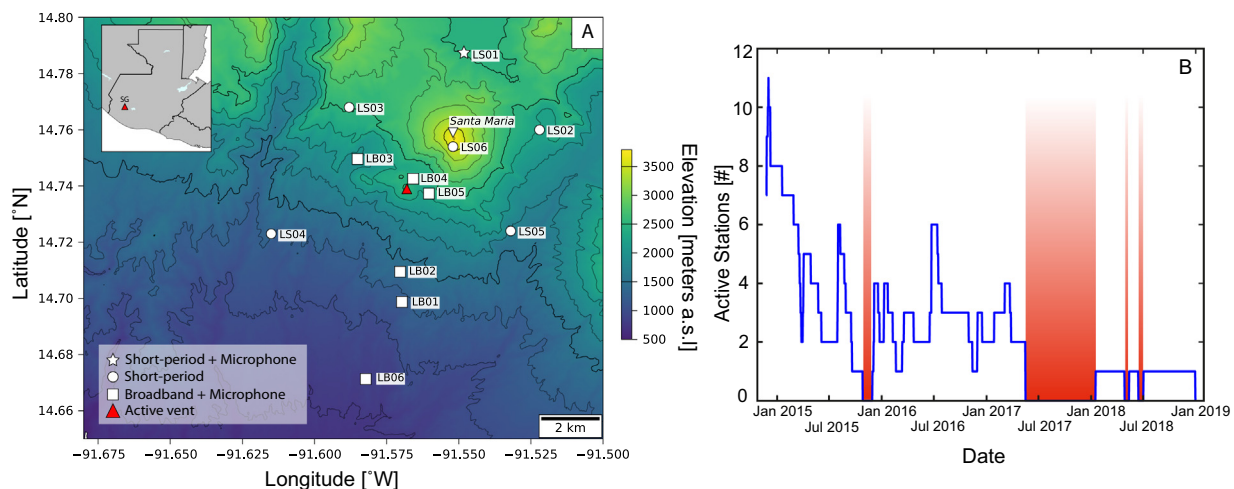 A
SG
LS01
LS03
LS02
Santa Maria
LS06
LB03
LB04
LB05
LS04
LS05
LB02
LB01
LB06
Short-period + Microphone
Short-period
Broadband + Microphone
Active vent
2 km
14.80
14.78
14.76
14.74
14.72
14.70
14.68
14.66
Latitude [˚N]
−91.675 −91.650 −91.625 −91.600 −91.575 −91.550 −91.525 −91.500
Longitude [˚W]
3500
3000
2500
2000
1500
1000
500
Elevation [meters a.s.l]
B
12
10
8
6
4
2
0
Active Stations [#]
Jan 2015 Jan 2016 Jan 2017 Jan 2018 Jan 2019
Jul 2015 Jul 2016 Jul 2017 Jul 2018
Date